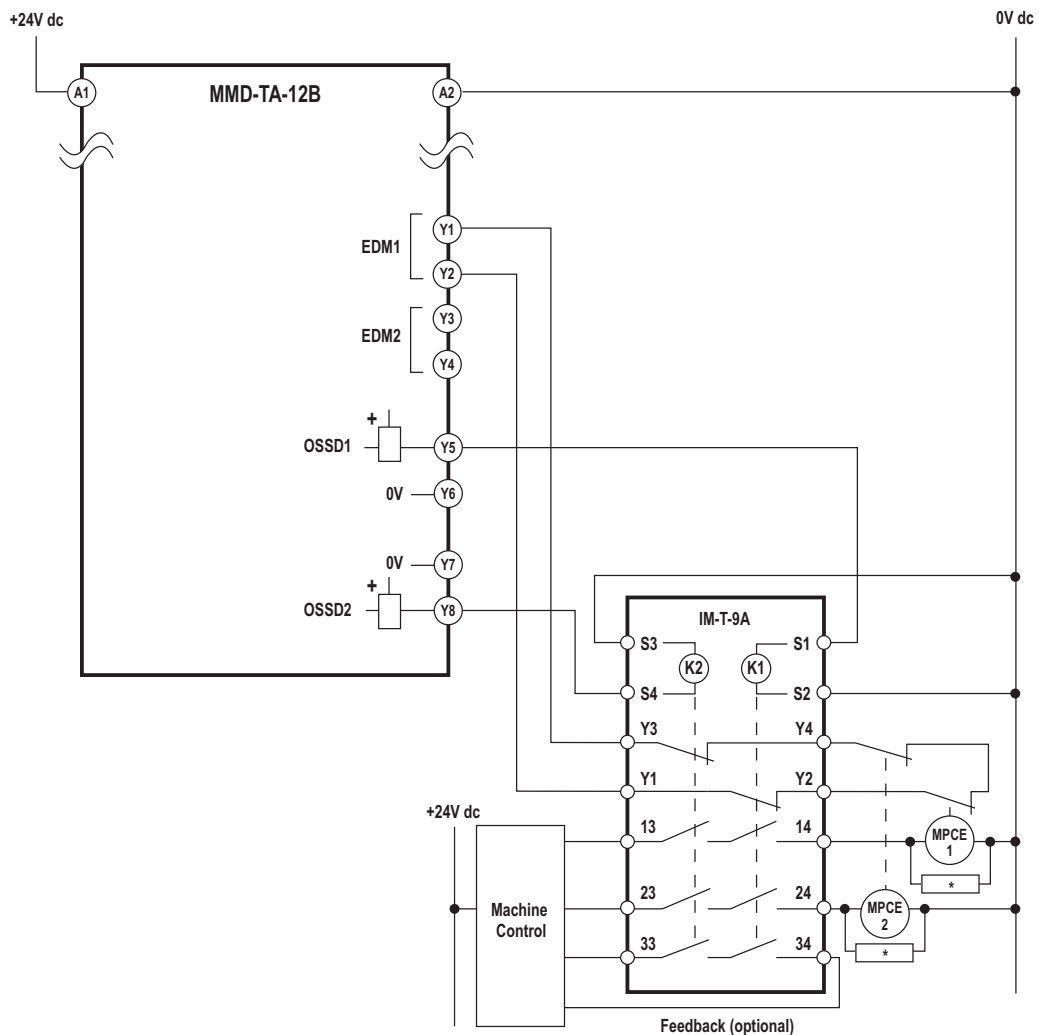 +24V dc
0V dc
A1
MMD-TA-12B
A2
EDM1
Y1
Y2
EDM2
Y3
Y4
+
OSSD1
Y5
0V
Y6
0V
Y7
+
OSSD2
Y8
IM-T-9A
S3
S1
K2
K1
S4
S2
Y3
Y4
Y1
Y2
+24V dc
13
14
MPCE
1
*
Machine
Control
23
24
MPCE
2
*
33
34
Feedback (optional)